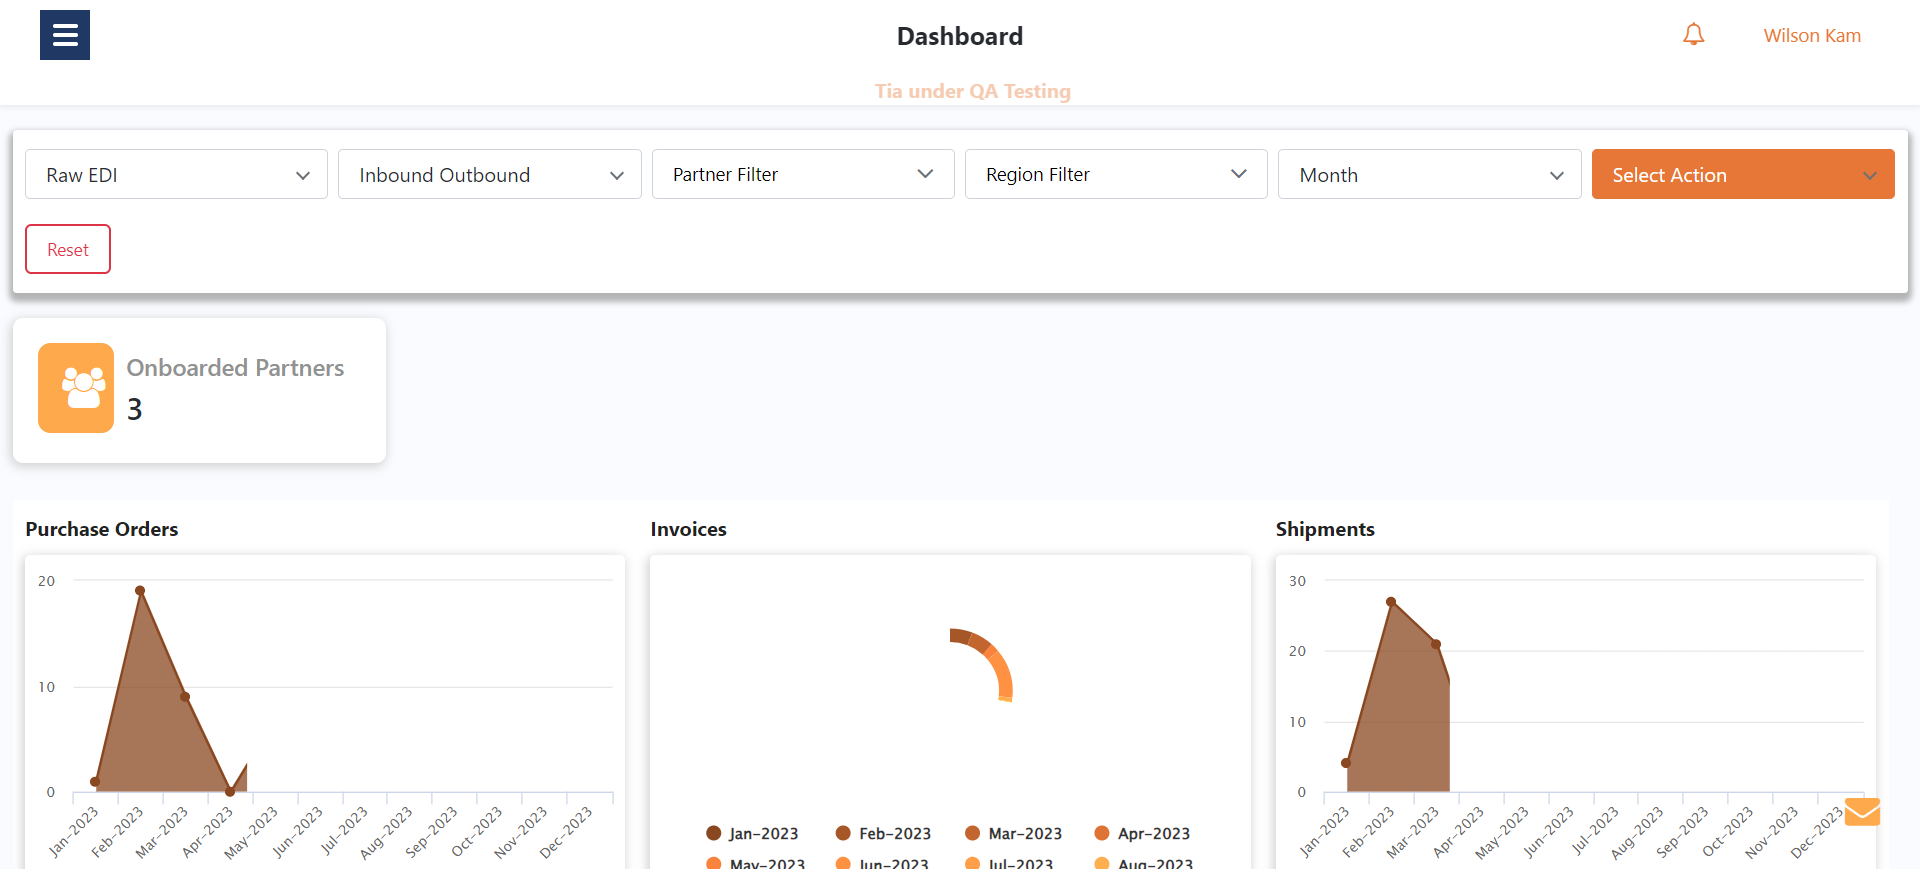 Dashboard
Wilson Kam
Tia under QA Testing
Raw EDI
Inbound Outbound
Partner Filter
Region Filter
Month
Select Action
Reset
Onboarded Partners
3
Purchase Orders
20
10
0
Jan-2023
Feb-2023
Mar-2023
Apr-2023
May-2023
Jun-2023
Jul-2023
Aug-2023
Sep-2023
Oct-2023
Nov-2023
Dec-2023
Invoices
Jan-2023 Feb-2023 Mar-2023 Apr-2023
May-2023 Jun-2023 Jul-2023 Aug-2023
Shipments
30
20
10
0
Jan-2023
Feb-2023
Mar-2023
Apr-2023
May-2023
Jun-2023
Jul-2023
Aug-2023
Sep-2023
Oct-2023
Nov-2023
Dec-2023